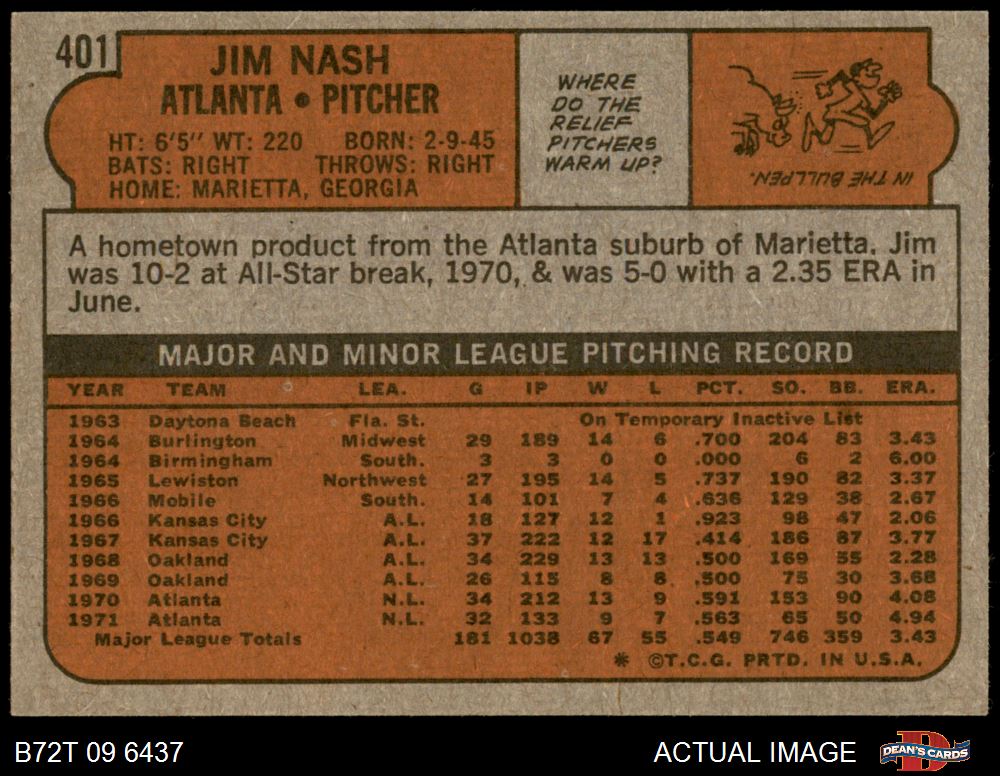 401
JIM NASH
ATLANTA • PITCHER
HT: 6'5" WT: 220 BORN: 2-9-45
BATS: RIGHT THROWS: RIGHT
HOME: MARIETTA, GEORGIA
WHERE
DO THE
RELIEF
PITCHERS
WARM UP?
IN THE BULLPEN.
A hometown product from the Atlanta suburb of Marietta, Jim
was 10-2 at All-Star break, 1970, & was 5-0 with a 2.35 ERA in
June.
MAJOR AND MINOR LEAGUE PITCHING RECORD
YEAR TEAM LEA. G IP W L PCT. SO. BB. ERA.
1963 Daytona Beach Fla. St. On Temporary Inactive List
1964 Burlington Midwest 29 189 14 6 .700 204 83 3.43
1964 Birmingham South. 3 3 0 0 .000 6 2 6.00
1965 Lewiston Northwest 27 195 14 5 .737 190 82 3.37
1966 Mobile South. 14 101 7 4 .636 129 38 2.67
1966 Kansas City A.L. 18 127 12 1 .923 98 47 2.06
1967 Kansas City A.L. 37 222 12 17 .414 186 87 3.77
1968 Oakland A.L. 34 229 13 13 .500 169 55 2.28
1969 Oakland A.L. 26 115 8 8 .500 75 30 3.68
1970 Atlanta N.L. 34 212 13 9 .591 153 90 4.08
1971 Atlanta N.L. 32 133 9 7 .563 65 50 4.94
Major League Totals 181 1038 67 55 .549 746 359 3.43
* ©T.C.G. PRTD. IN U.S.A.
B72T 09 6437 ACTUAL IMAGE DEAN'S CARDS